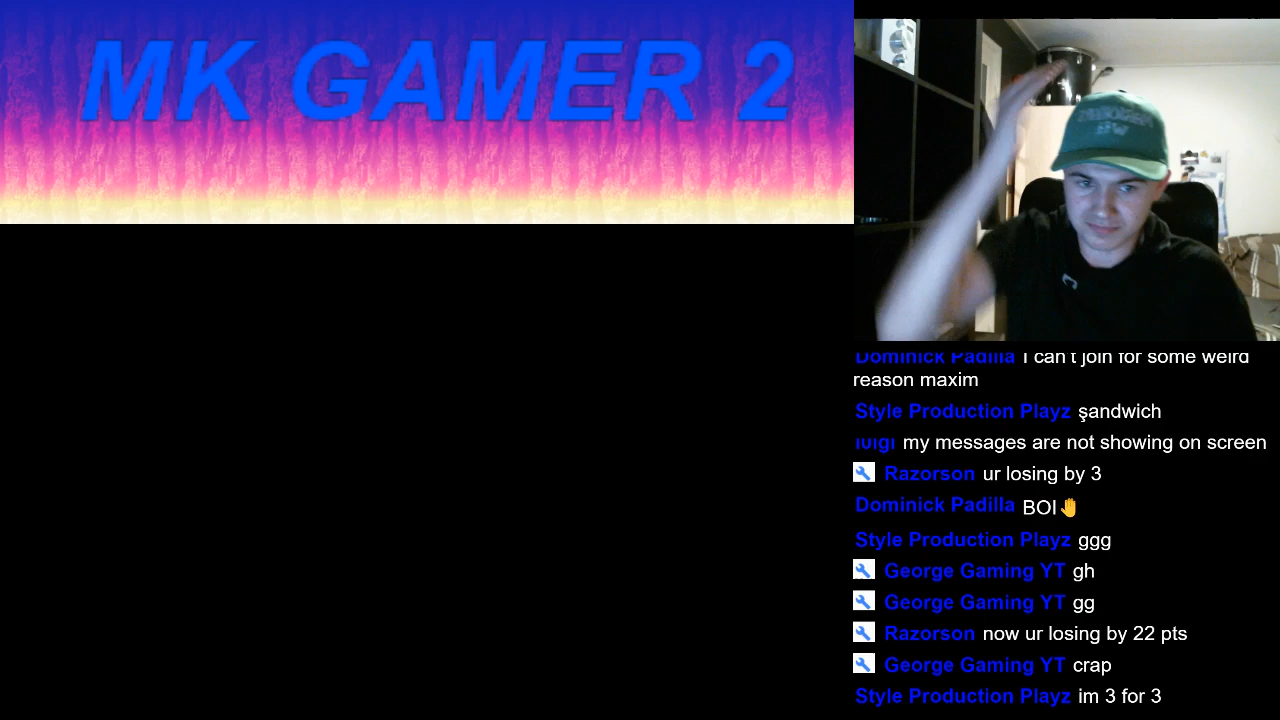 MK GAMER 2
Dominick Padilla I can't join for some weird
reason maxim
Style Production Playz şandwich
luigi my messages are not showing on screen
Razorson ur losing by 3
Dominick Padilla BOI🤚
Style Production Playz ggg
George Gaming YT gh
George Gaming YT gg
Razorson now ur losing by 22 pts
George Gaming YT crap
Style Production Playz im 3 for 3